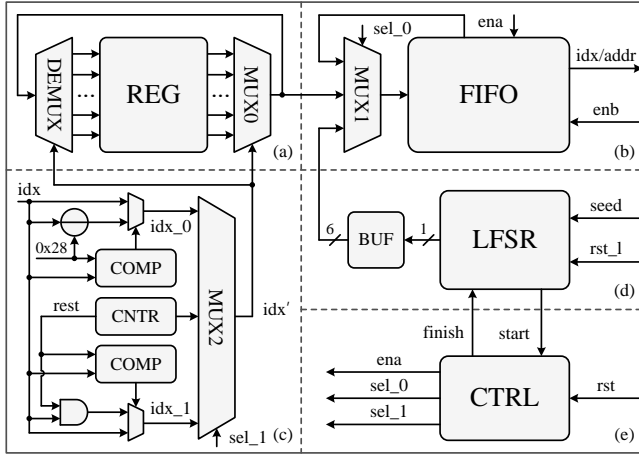 DEMUX
REG
MUX0
(a)
sel_0
ena
MUX1
FIFO
idx/addr
enb
(b)
idx
0x28
idx_0
COMP
rest
CNTR
MUX2
idx′
COMP
idx_1
sel_1
(c)
6
BUF
1
LFSR
seed
rst_l
(d)
finish
start
ena
sel_0
sel_1
CTRL
rst
(e)